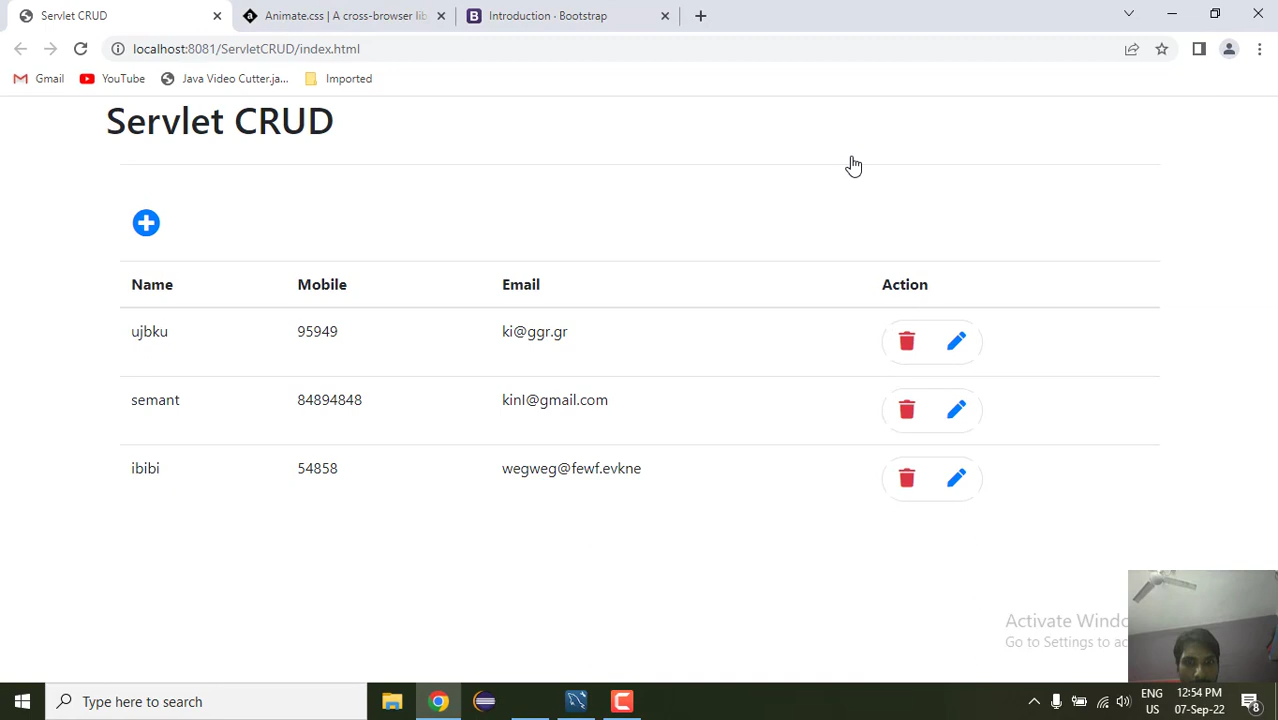 Servlet CRUD
Animate.css | A cross-browser lib
Introduction · Bootstrap
localhost:8081/ServletCRUD/index.html
Gmail
YouTube
Java Video Cutter.ja...
Imported
Servlet CRUD
Name Mobile Email Action
ujbku 95949 ki@ggr.gr
semant 84894848 kinl@gmail.com
ibibi 54858 wegweg@fewf.evkne
Activate Windo
Go to Settings to ac
Type here to search
ENG
US
12:54 PM
07-Sep-22
8